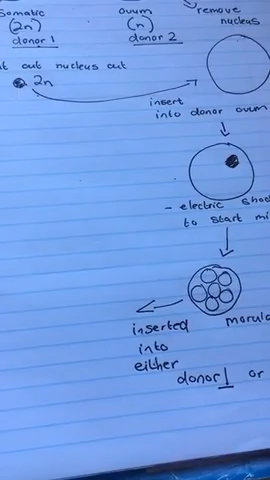 somatic ovum remove
(2n) (n) nucleus
donor 1 donor 2
out nucleus cut
2n
insert
into donor ovum
- electric
to start
inserted
into
either
donor 1 or